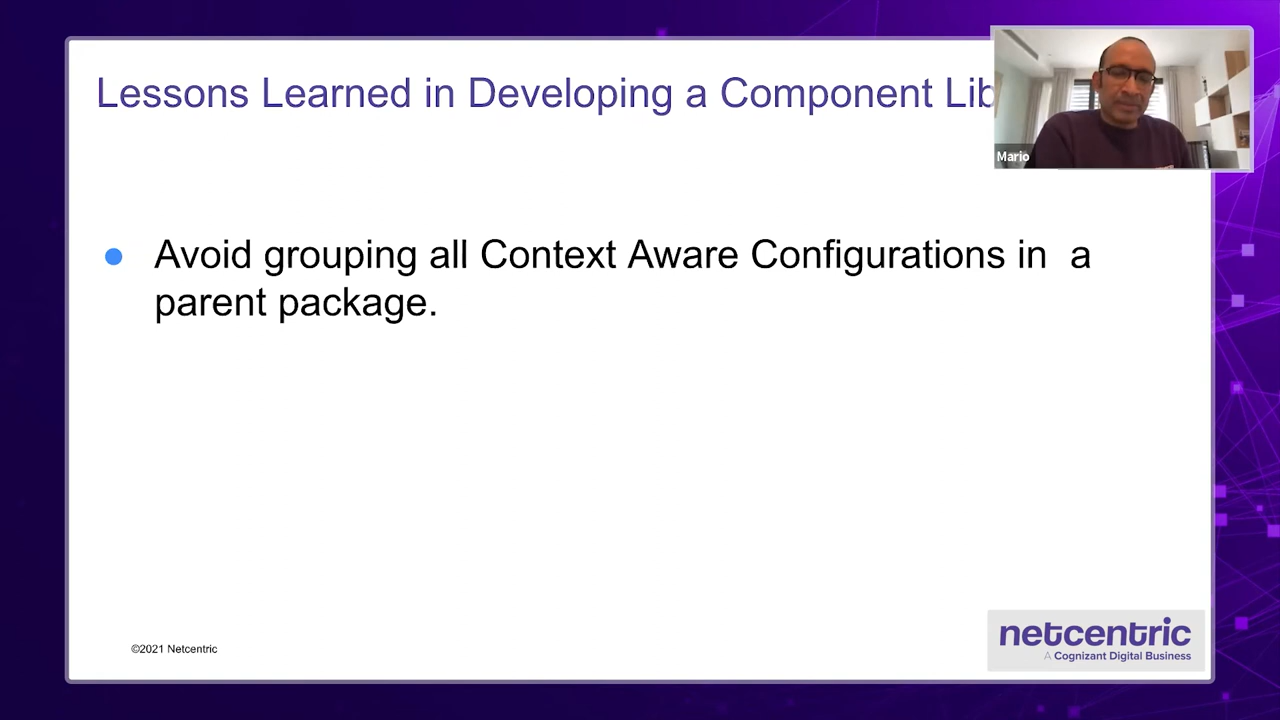 Lessons Learned in Developing a Component Lib
Mario
● Avoid grouping all Context Aware Configurations in  a
parent package.
©2021 Netcentric
netcentric
A Cognizant Digital Business